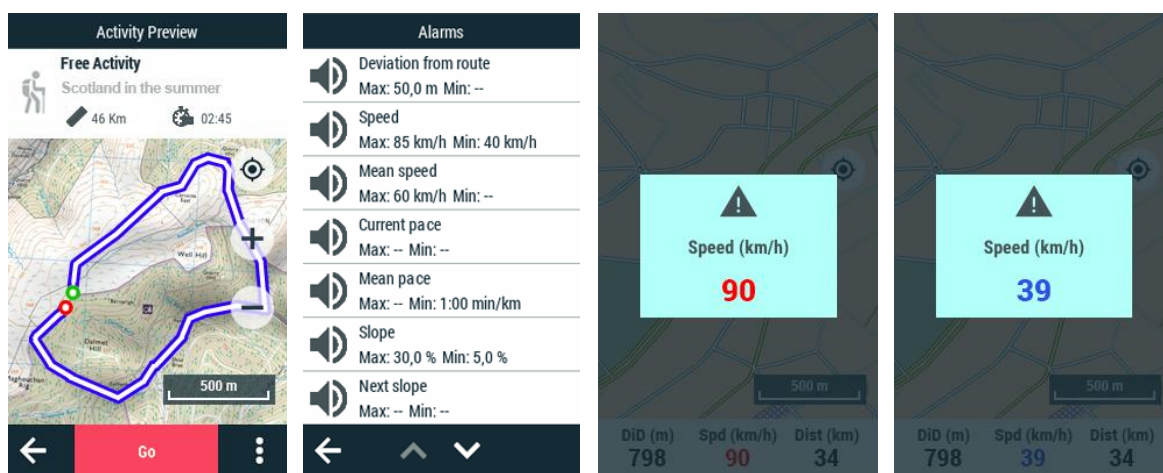 Activity Preview
Free Activity
Scotland in the summer
46 Km 02:45
Well Hill
Dalmat
Hill
500 m
Go
Alarms
Deviation from route
Max: 50,0 m Min: --
Speed
Max: 85 km/h Min: 40 km/h
Mean speed
Max: 60 km/h Min: --
Current pace
Max: -- Min: --
Mean pace
Max: -- Min: 1:00 min/km
Slope
Max: 30,0 % Min: 5,0 %
Next slope
Max: -- Min: --
Speed (km/h)
90
500 m
DiD (m) Spd (km/h) Dist (km)
798 90 34
Speed (km/h)
39
500 m
DiD (m) Spd (km/h) Dist (km)
798 39 34